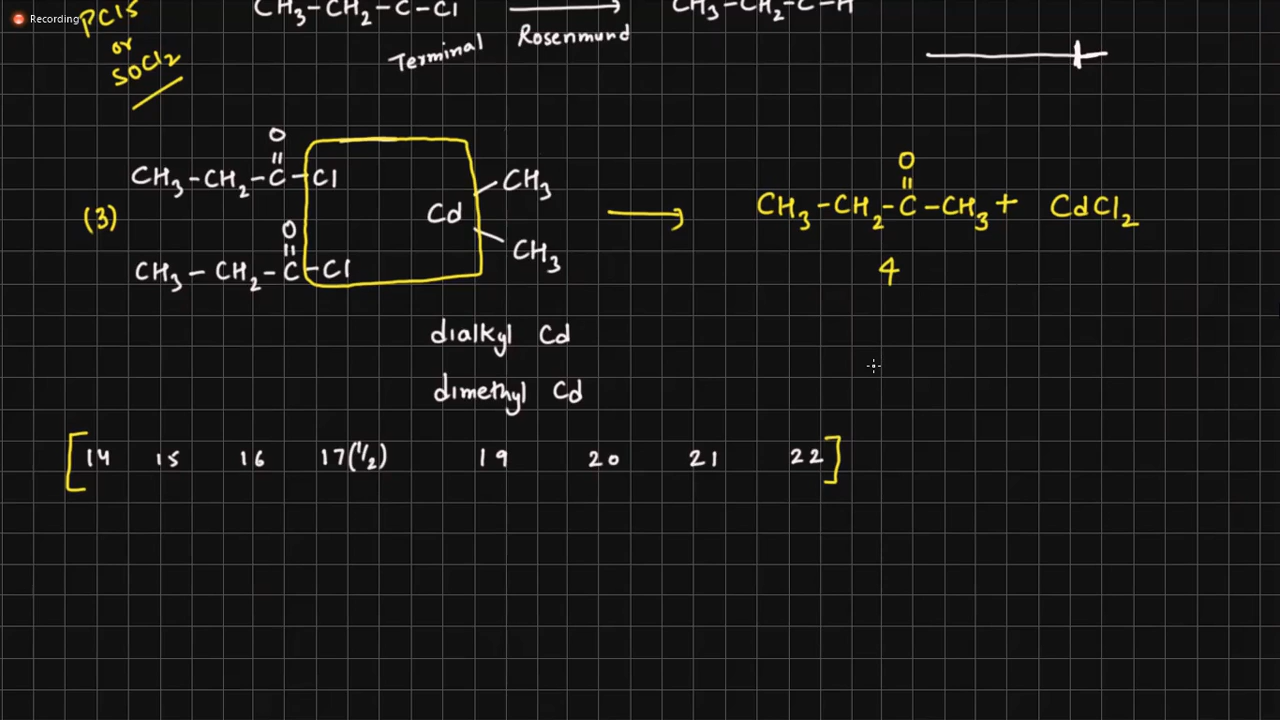 Recording
PCl5
or
SOCl2
CH3-CH2-C-Cl
Terminal
Rosenmund
CH3-CH2-C-H
(3)
O
CH3-CH2-C-Cl
O
CH3-CH2-C-Cl
Cd
CH3
CH3
O
CH3-CH2-C-CH3+ CdCl2
4
dialkyl Cd
dimethyl Cd
[14 15 16 17(1/2) 19 20 21 22]